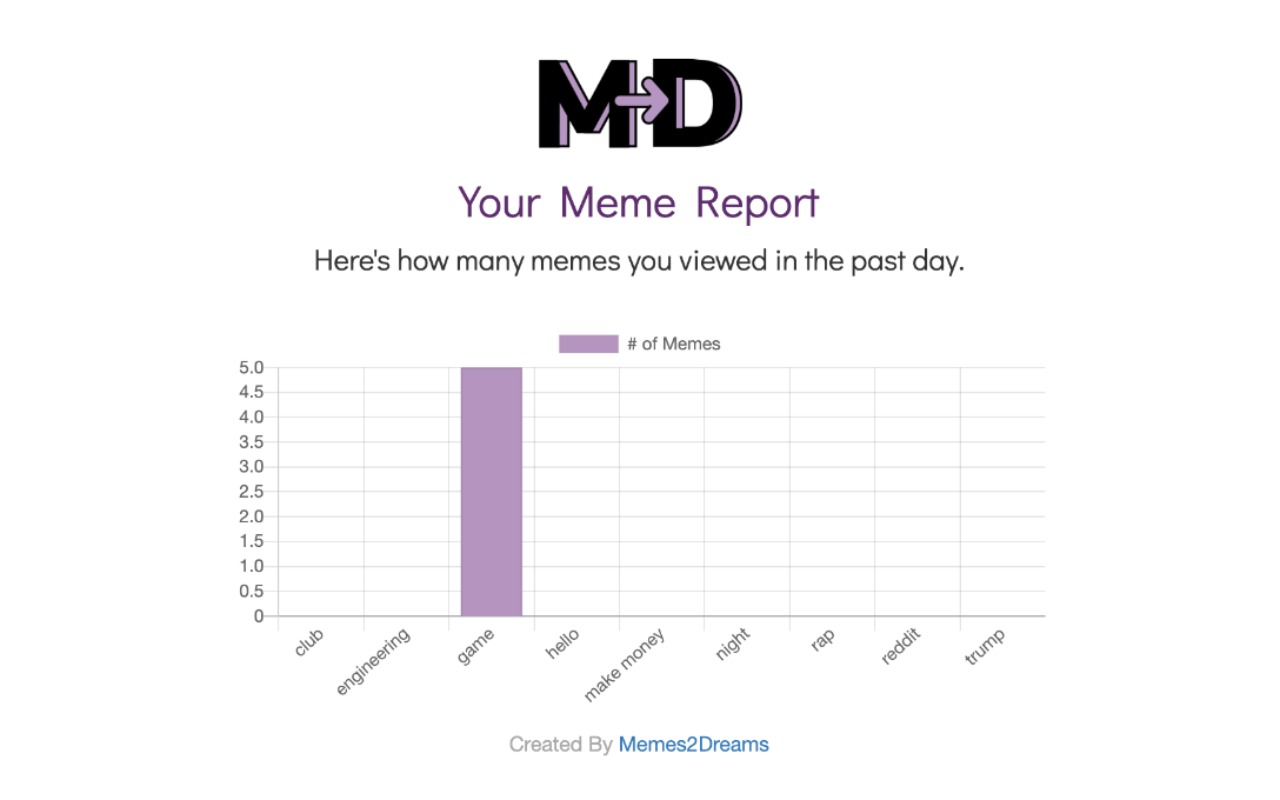 M→D
Your Meme Report
Here's how many memes you viewed in the past day.
# of Memes
5.0
4.5
4.0
3.5
3.0
2.5
2.0
1.5
1.0
0.5
0
club
engineering
game
hello
make money
night
rap
reddit
trump
Created By Memes2Dreams